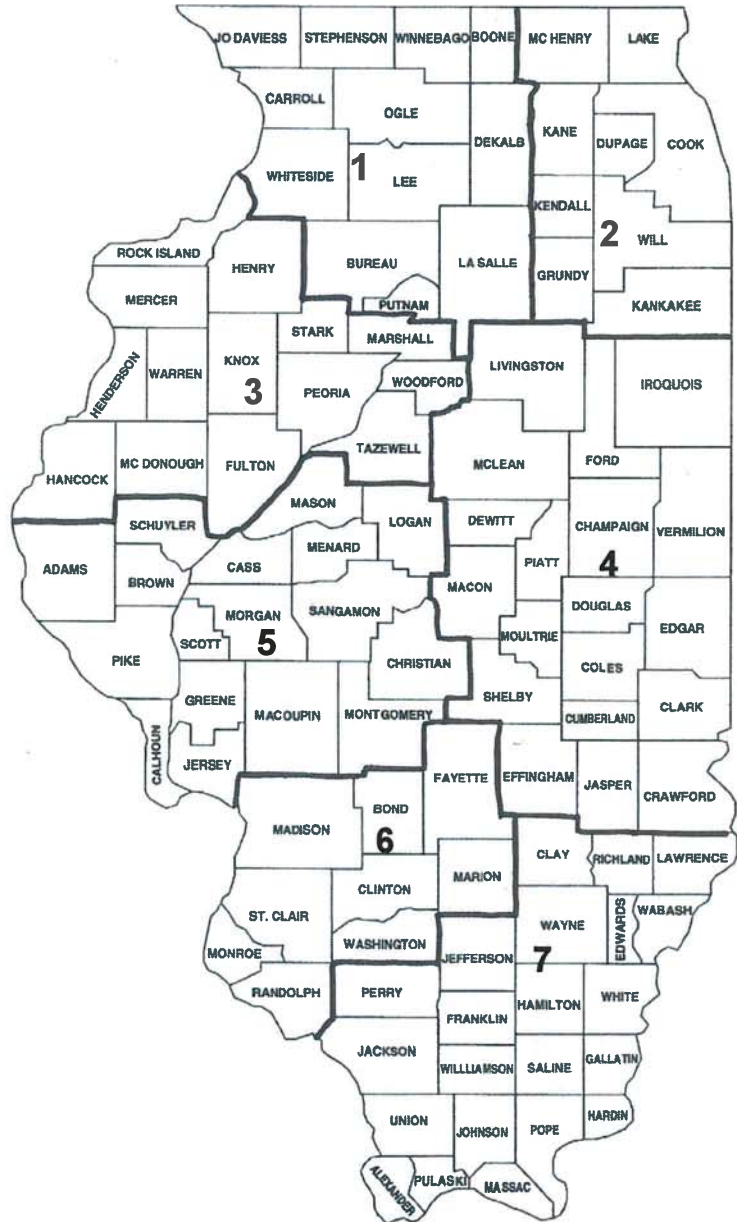 JO DAVIESS STEPHENSON WINNEBAGO BOONE MC HENRY LAKE
CARROLL OGLE DEKALB KANE DUPAGE COOK
WHITESIDE 1 LEE
KENDALL 2 WILL
ROCK ISLAND HENRY BUREAU LA SALLE GRUNDY
MERCER PUTNAM KANKAKEE
STARK MARSHALL
HENDERSON WARREN KNOX 3 PEORIA WOODFORD LIVINGSTON IROQUOIS
HANCOCK MC DONOUGH FULTON TAZEWELL MCLEAN FORD
MASON LOGAN DEWITT CHAMPAIGN VERMILION
SCHUYLER MENARD
ADAMS BROWN CASS MACON PIATT 4
MORGAN SANGAMON DOUGLAS EDGAR
PIKE SCOTT 5 CHRISTIAN MOULTRIE COLES
GREENE MACOUPIN MONTGOMERY SHELBY CUMBERLAND CLARK
CALHOUN JERSEY FAYETTE EFFINGHAM JASPER CRAWFORD
MADISON BOND
6 CLAY RICHLAND LAWRENCE
CLINTON MARION
ST. CLAIR WAYNE EDWARDS WABASH
MONROE WASHINGTON JEFFERSON 7
RANDOLPH PERRY HAMILTON WHITE
FRANKLIN
JACKSON WILLLIAMSON SALINE GALLATIN
UNION JOHNSON POPE HARDIN
ALEXANDER PULASKI MASSAC